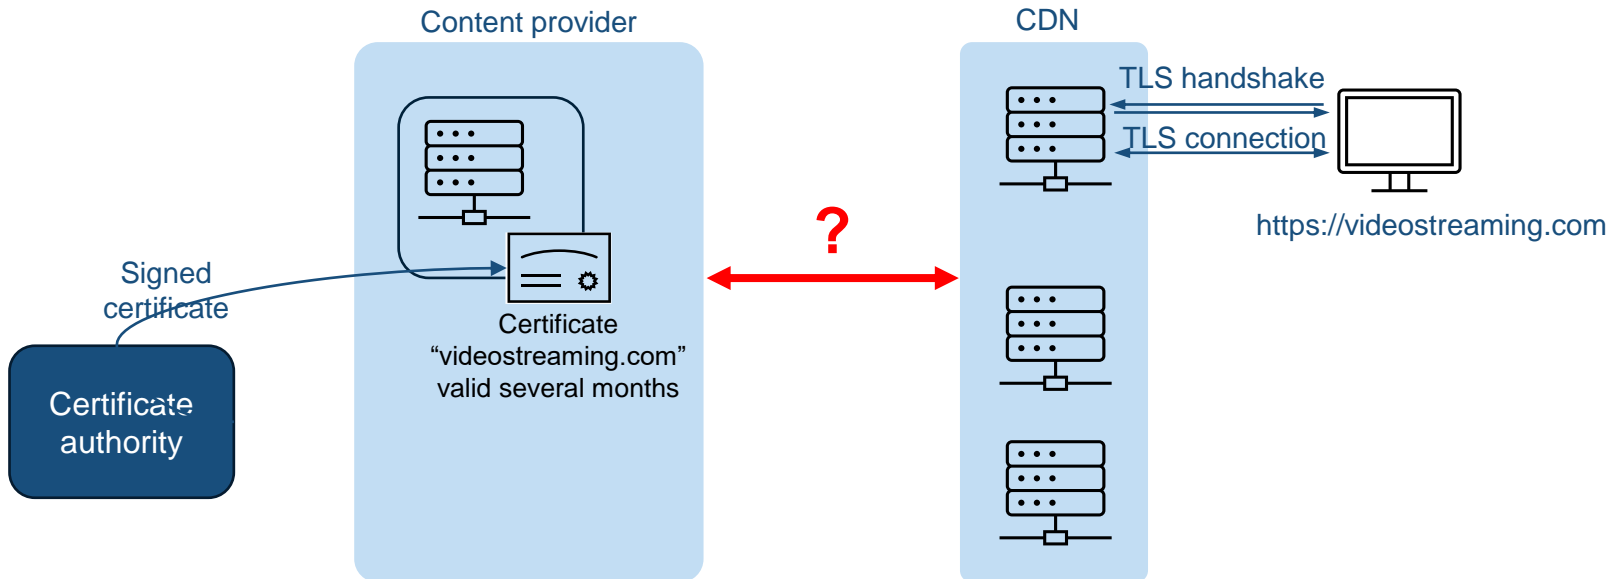 Content provider
CDN
TLS handshake
TLS connection
https://videostreaming.com
?
Signed
certificate
Certificate
“videostreaming.com”
valid several months
Certificate
authority